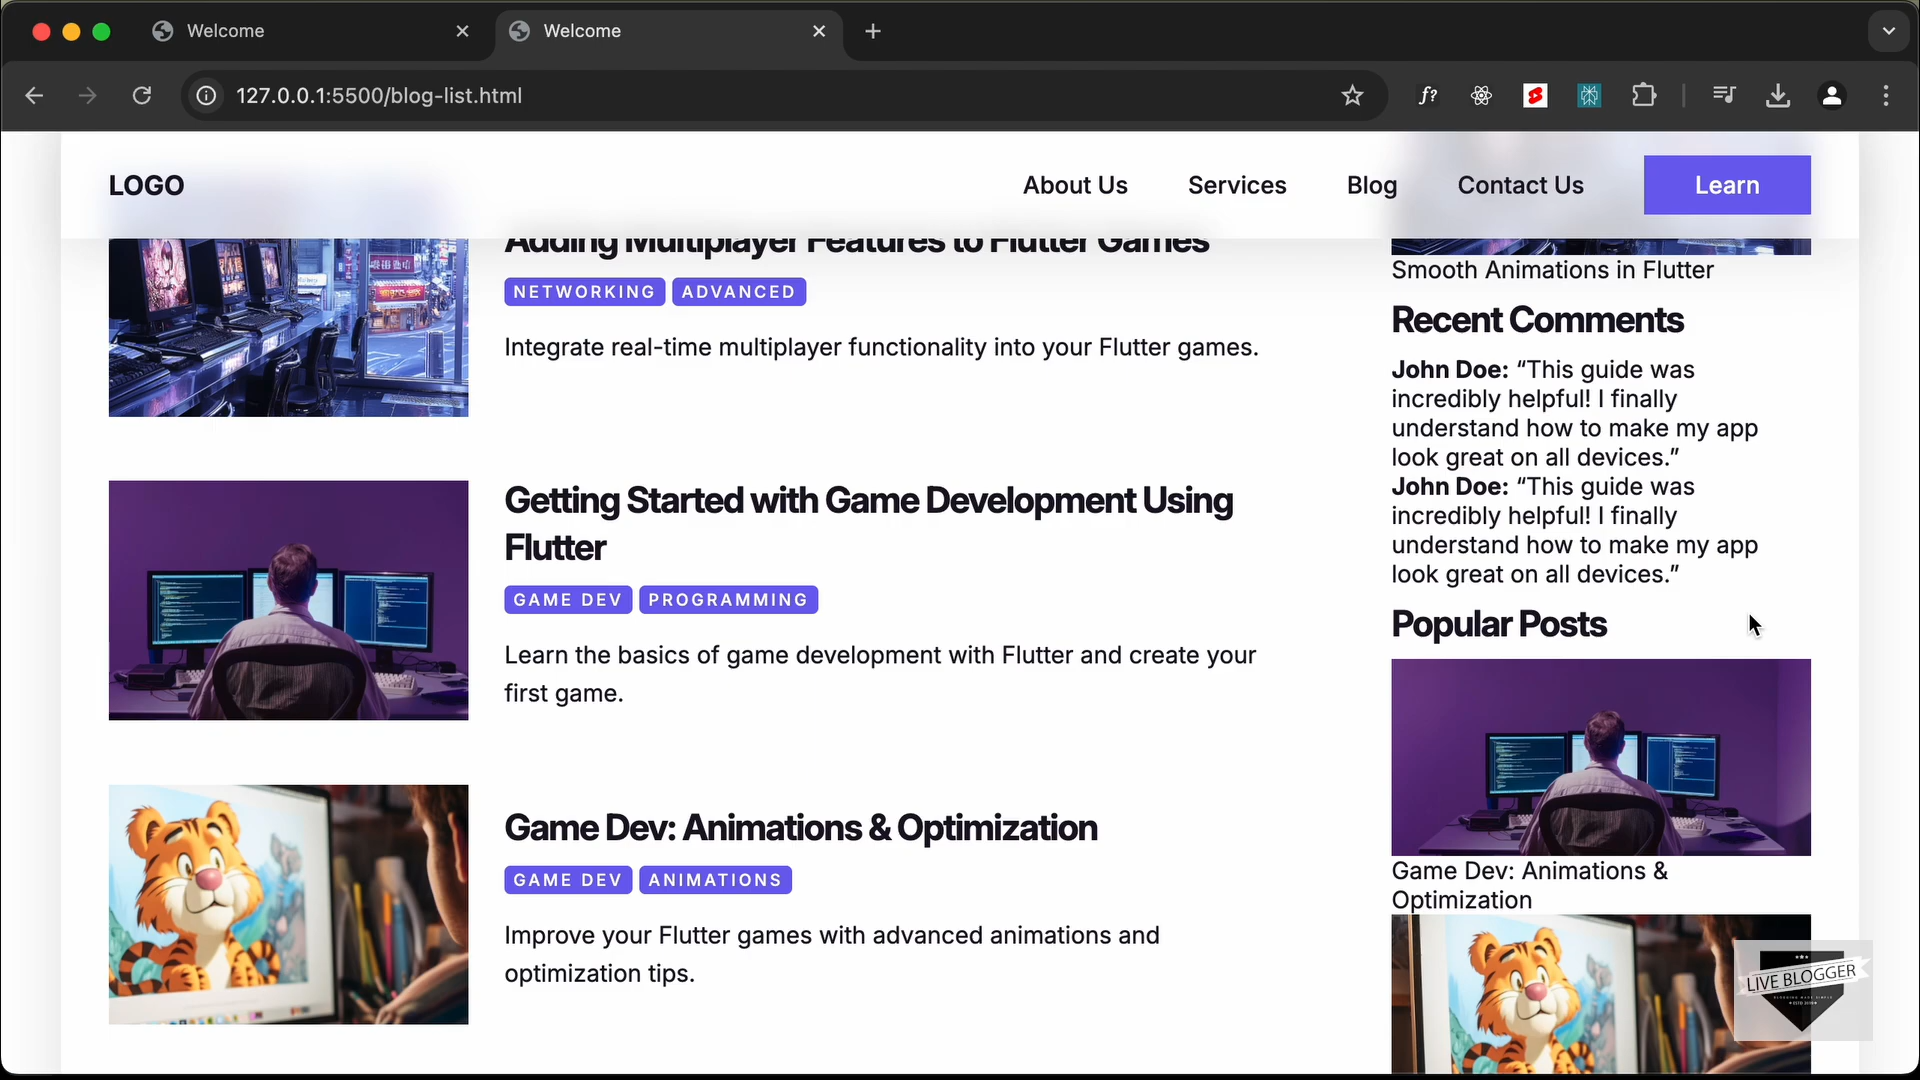 Welcome
Welcome
127.0.0.1:5500/blog-list.html
f?
LOGO
About Us
Services
Blog
Contact Us
Learn
Adding Multiplayer Features to Flutter Games
NETWORKING
ADVANCED
Integrate real-time multiplayer functionality into your Flutter games.
Getting Started with Game Development Using
Flutter
GAME DEV
PROGRAMMING
Learn the basics of game development with Flutter and create your
first game.
Game Dev: Animations & Optimization
GAME DEV
ANIMATIONS
Improve your Flutter games with advanced animations and
optimization tips.
Smooth Animations in Flutter
Recent Comments
John Doe: “This guide was
incredibly helpful! I finally
understand how to make my app
look great on all devices.”
John Doe: “This guide was
incredibly helpful! I finally
understand how to make my app
look great on all devices.”
Popular Posts
Game Dev: Animations &
Optimization
LIVE BLOGGER